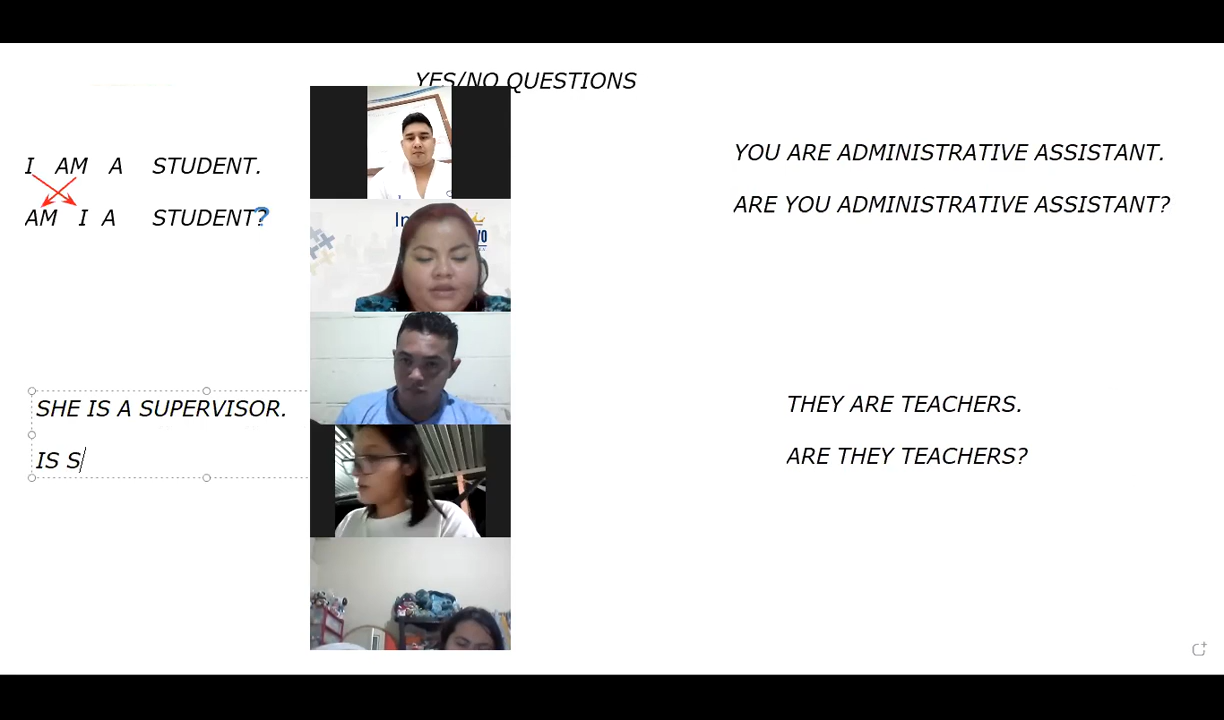 YES/NO QUESTIONS
I AM A STUDENT.
AM I A STUDENT?
YOU ARE ADMINISTRATIVE ASSISTANT.
ARE YOU ADMINISTRATIVE ASSISTANT?
SHE IS A SUPERVISOR.
IS S
THEY ARE TEACHERS.
ARE THEY TEACHERS?